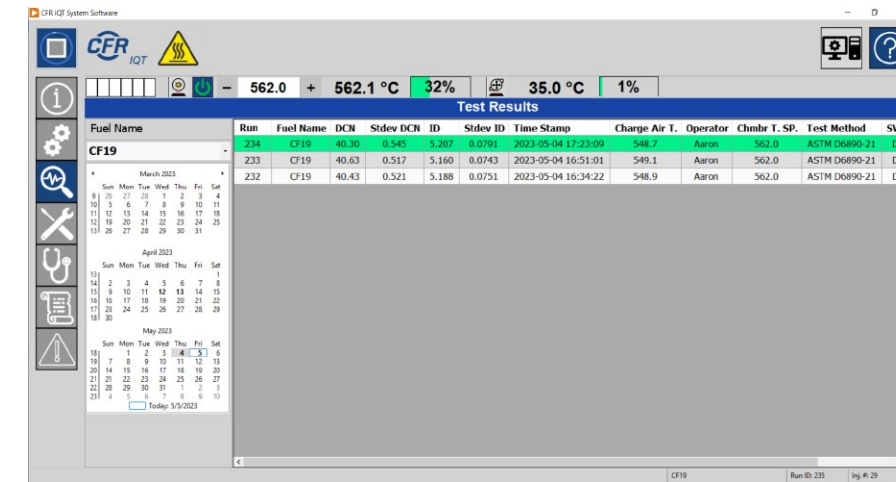 CFR IQT System Software
CFR IQT
?
i
− 562.0 + 562.1 °C 32% 35.0 °C 1%
Test Results
Fuel Name
CF19
Run Fuel Name DCN Stdev DCN ID Stdev ID Time Stamp Charge Air T. Operator Chmbr T. SP. Test Method
234 CF19 40.30 0.545 5.207 0.0791 2023-05-04 17:23:09 548.7 Aaron 562.0 ASTM D6890-21
233 CF19 40.63 0.517 5.160 0.0743 2023-05-04 16:51:01 549.1 Aaron 562.0 ASTM D6890-21
232 CF19 40.43 0.521 5.188 0.0751 2023-05-04 16:34:22 548.9 Aaron 562.0 ASTM D6890-21
March 2023
Sun Mon Tue Wed Thu Fri Sat
9 26 27 28 1 2 3 4
10 5 6 7 8 9 10 11
11 12 13 14 15 16 17 18
12 19 20 21 22 23 24 25
13 26 27 28 29 30 31
April 2023
Sun Mon Tue Wed Thu Fri Sat
13 1
14 2 3 4 5 6 7 8
15 9 10 11 12 13 14 15
16 16 17 18 19 20 21 22
17 23 24 25 26 27 28 29
18 30
May 2023
Sun Mon Tue Wed Thu Fri Sat
18 1 2 3 4 5 6
19 7 8 9 10 11 12 13
20 14 15 16 17 18 19 20
21 21 22 23 24 25 26 27
22 28 29 30 31 1 2 3
23 4 5 6 7 8 9 10
Today: 5/5/2023
CF19 Run ID: 235 Inj. #: 29